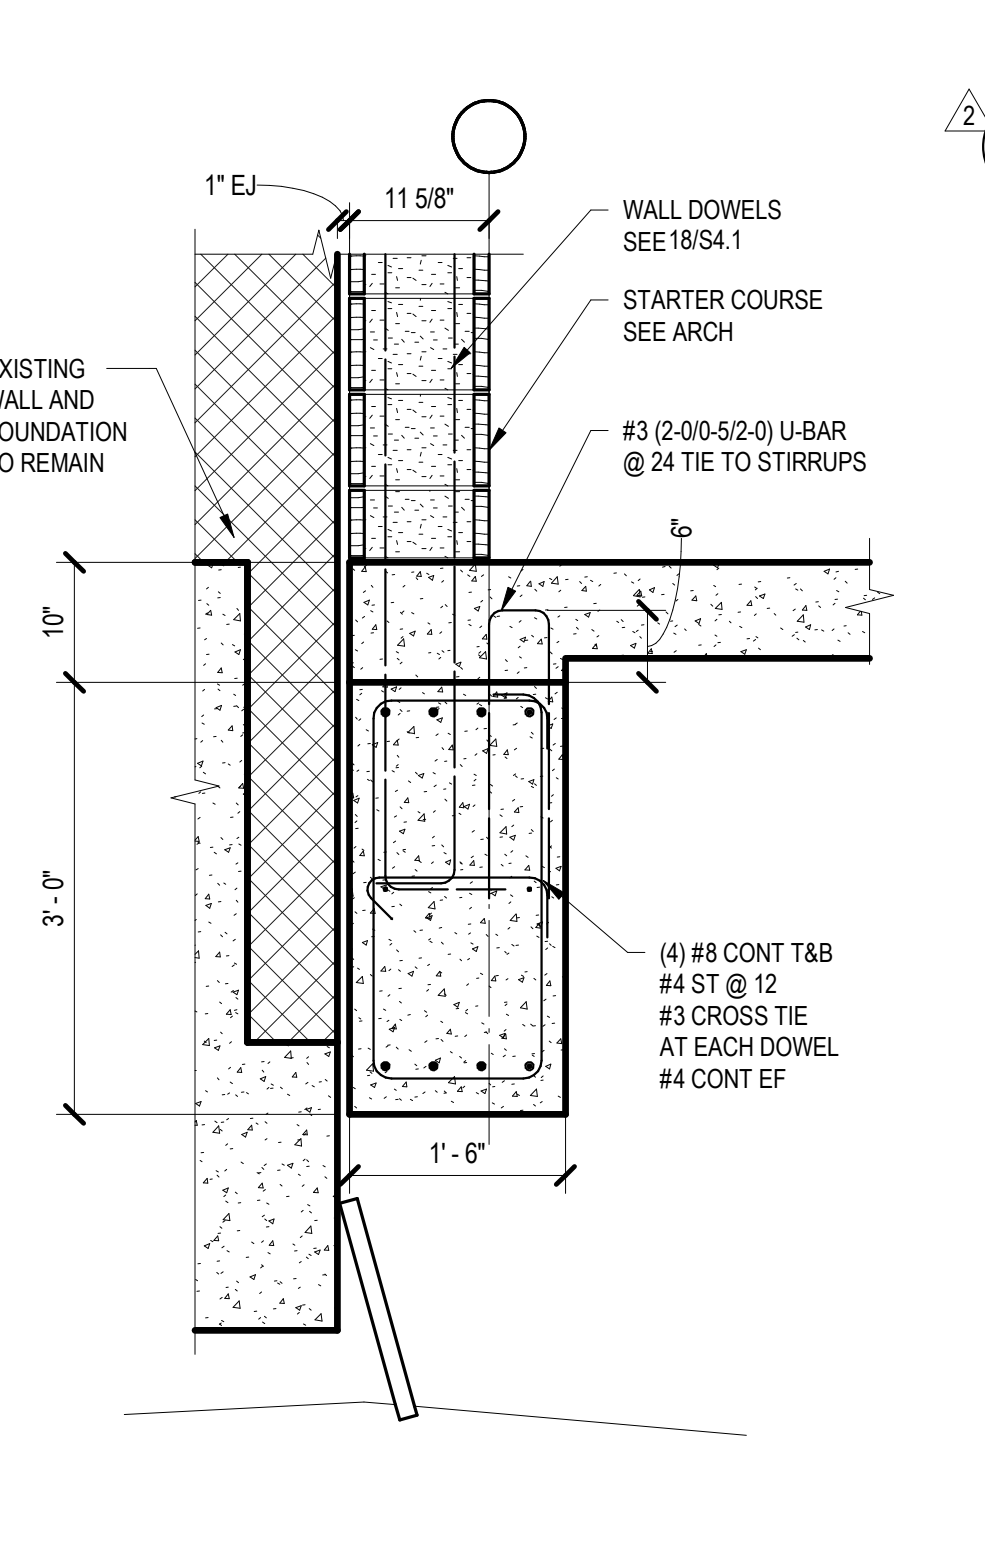 2
1" EJ
11 5/8"
WALL DOWELS
SEE 18/S4.1
STARTER COURSE
SEE ARCH
XISTING
WALL AND
OUNDATION
O REMAIN
#3 (2-0/0-5/2-0) U-BAR
@ 24 TIE TO STIRRUPS
6"
10"
3' - 0"
(4) #8 CONT T&B
#4 ST @ 12
#3 CROSS TIE
AT EACH DOWEL
#4 CONT EF
1' - 6"